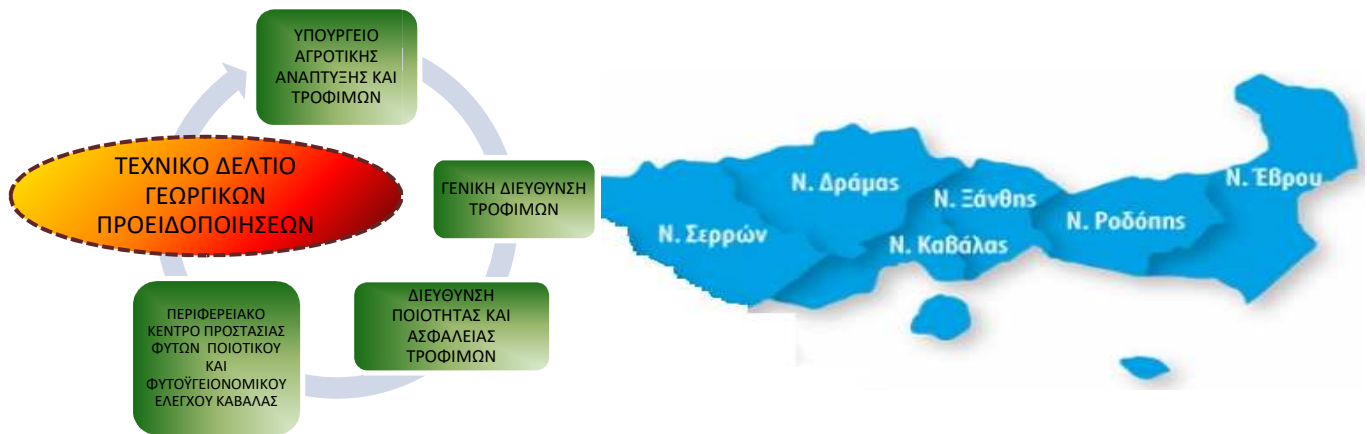 ΥΠΟΥΡΓΕΙΟ
ΑΓΡΟΤΙΚΗΣ
ΑΝΑΠΤΥΞΗΣ ΚΑΙ
ΤΡΟΦΙΜΩΝ
ΓΕΝΙΚΗ ΔΙΕΥΘΥΝΣΗ
ΤΡΟΦΙΜΩΝ
ΔΙΕΥΘΥΝΣΗ
ΠΟΙΟΤΗΤΑΣ ΚΑΙ
ΑΣΦΑΛΕΙΑΣ
ΤΡΟΦΙΜΩΝ
ΠΕΡΙΦΕΡΕΙΑΚΟ
ΚΕΝΤΡΟ ΠΡΟΣΤΑΣΙΑΣ
ΦΥΤΩΝ ΠΟΙΟΤΙΚΟΥ
ΚΑΙ
ΦΥΤΟΫΓΕΙΟΝΟΜΙΚΟΥ
ΕΛΕΓΧΟΥ ΚΑΒΑΛΑΣ
ΤΕΧΝΙΚΟ ΔΕΛΤΙΟ
ΓΕΩΡΓΙΚΩΝ
ΠΡΟΕΙΔΟΠΟΙΗΣΕΩΝ
Ν. Σερρών
Ν. Δράμας
Ν. Ξάνθης
Ν. Καβάλας
Ν. Ροδόπης
Ν. Έβρου